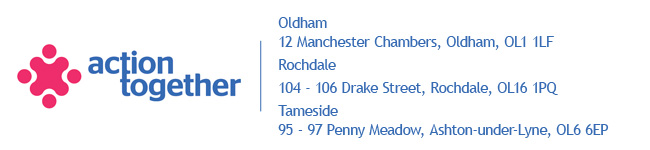 action
together
Oldham
12 Manchester Chambers, Oldham, OL1 1LF
Rochdale
104 - 106 Drake Street, Rochdale, OL16 1PQ
Tameside
95 - 97 Penny Meadow, Ashton-under-Lyne, OL6 6EP